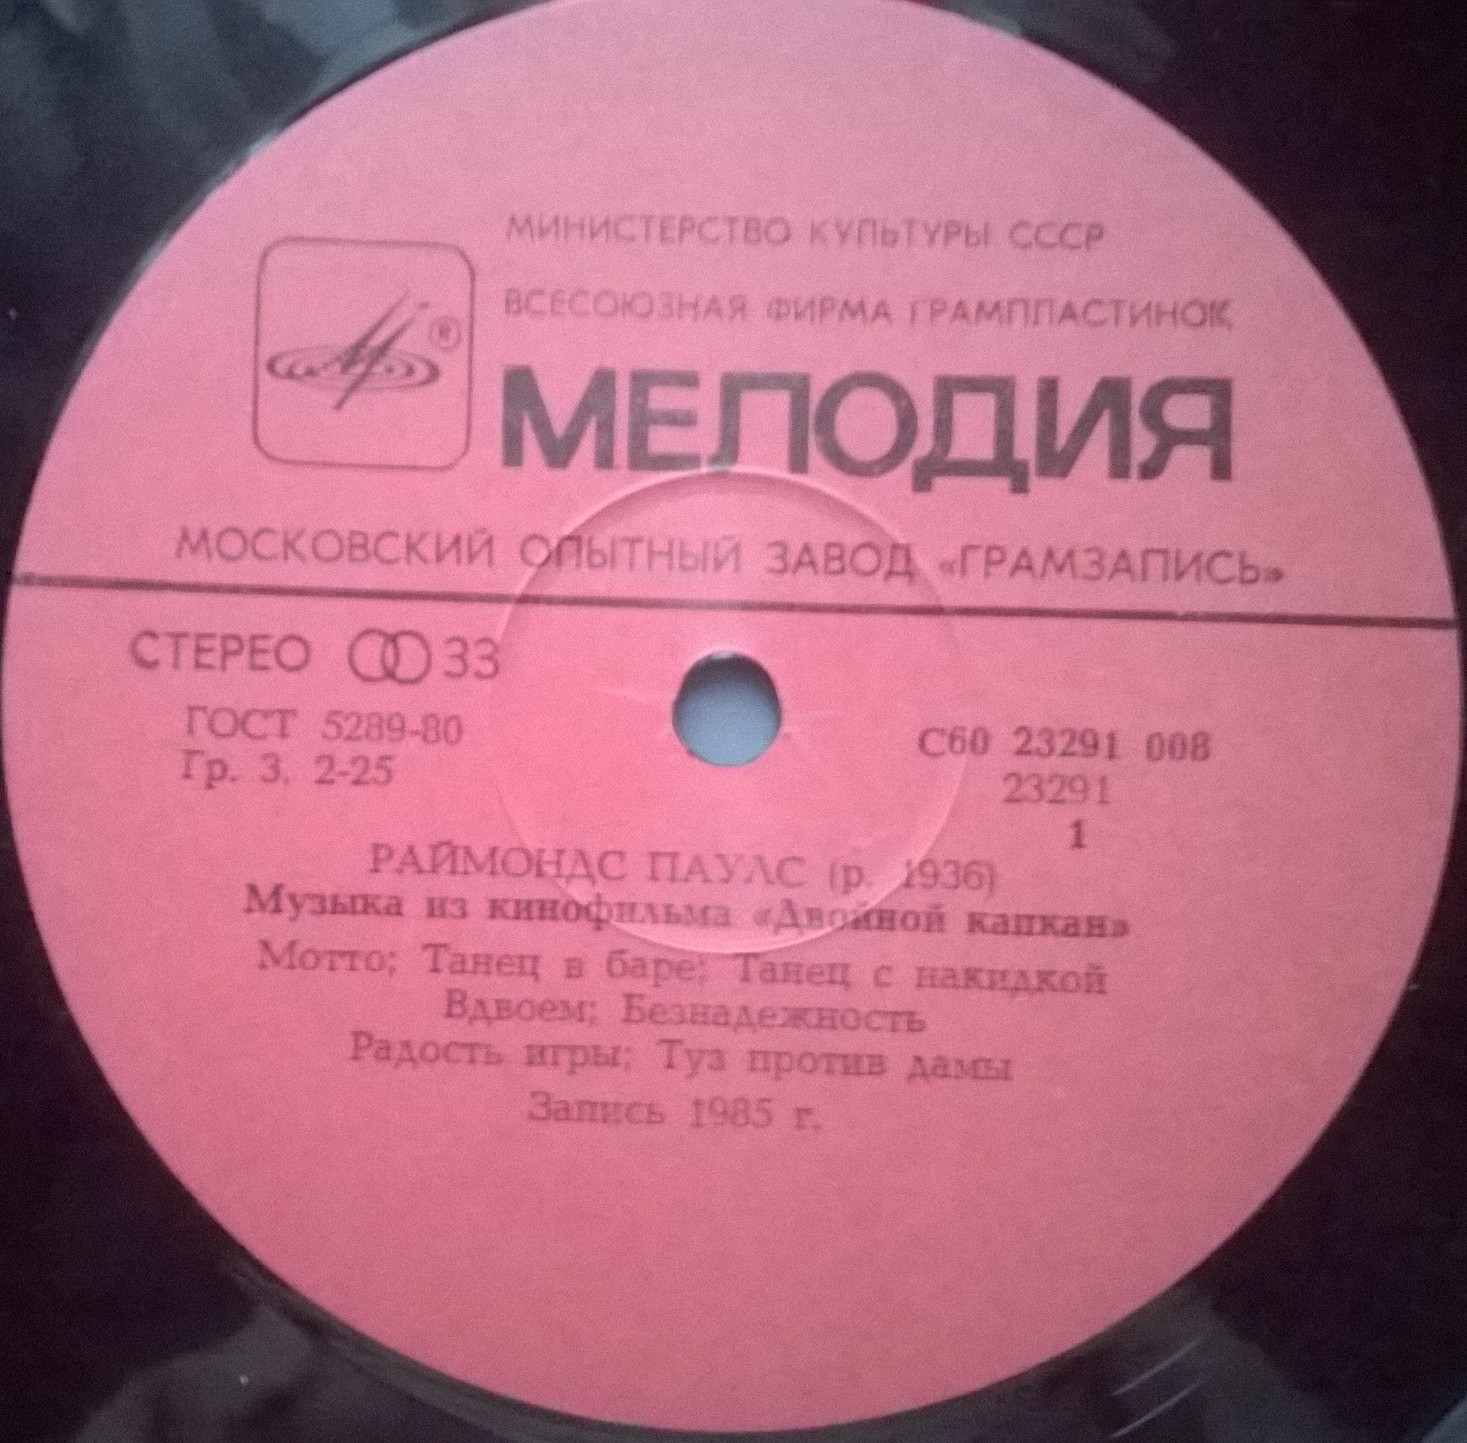 МИНИСТЕРСТВО КУЛЬТУРЫ СССР
ВСЕСОЮЗНАЯ ФИРМА ГРАМПЛАСТИНОК
®
МЕЛОДИЯ
МОСКОВСКИЙ ОПЫТНЫЙ ЗАВОД «ГРАМЗАПИСЬ»
СТЕРЕО 33
ГОСТ 5289-80
Гр. 3. 2-25
С60 23291 008
23291
1
РАЙМОНДС ПАУЛС (р. 1936)
Музыка из кинофильма «Двойной капкан»
Мотто; Танец в баре; Танец с накидкой
Вдвоем; Безнадежность
Радость игры; Туз против дамы
Запись 1985 г.